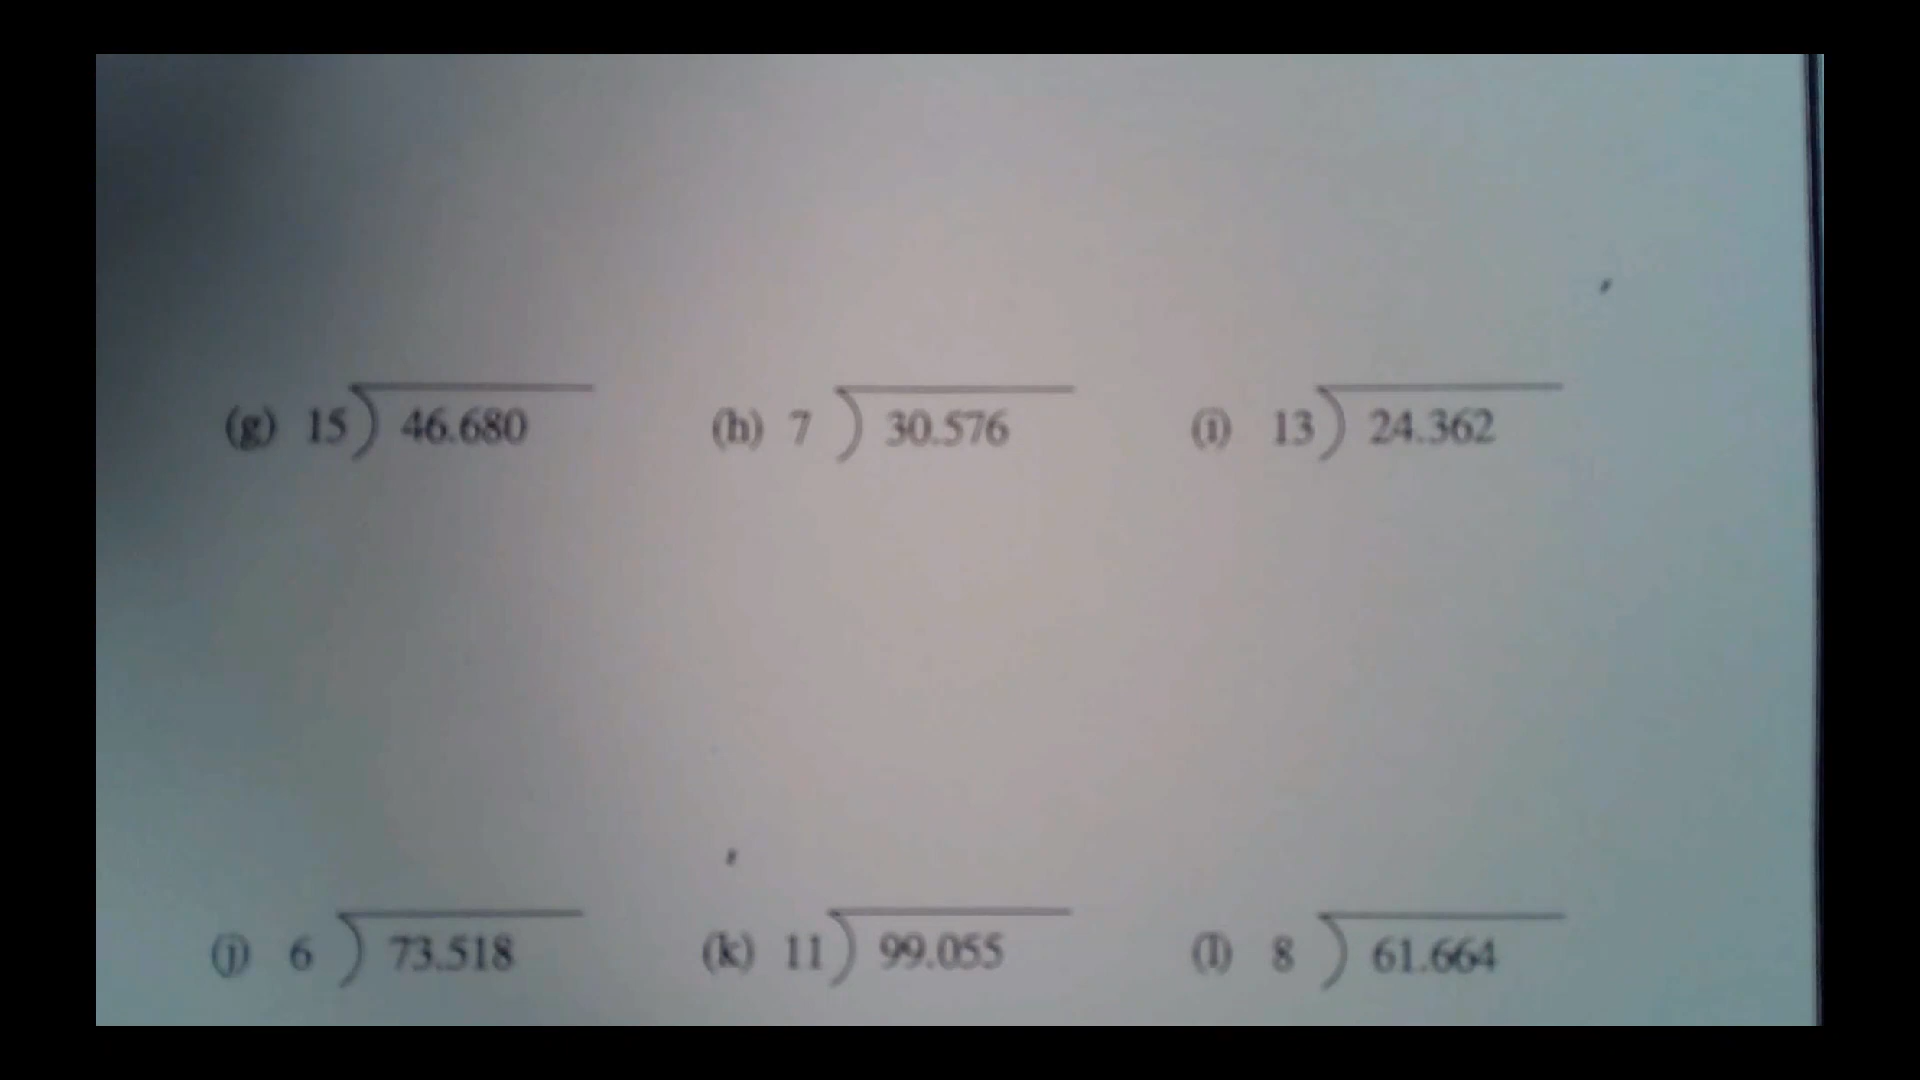 (g) 15 ) 46.680 (h) 7 ) 30.576 (i) 13 ) 24.362
(j) 6 ) 73.518 (k) 11 ) 99.055 (l) 8 ) 61.664